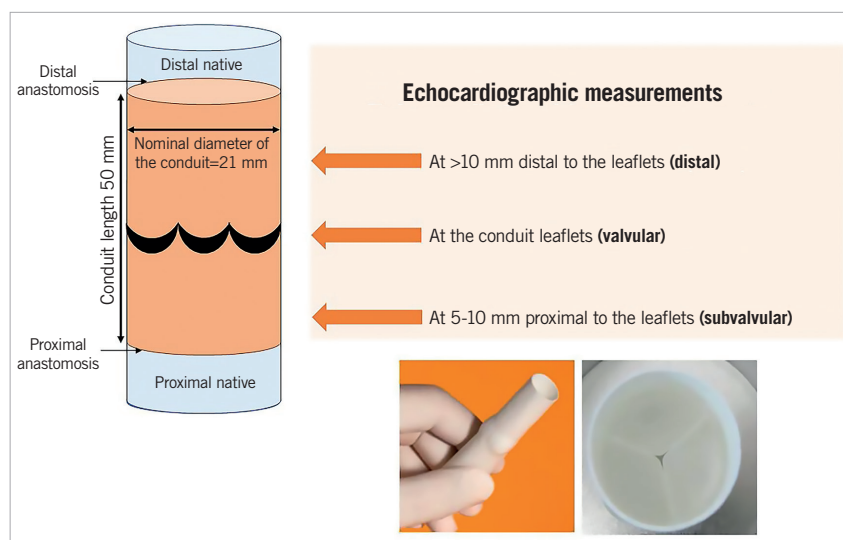 Distal native
Distal
anastomosis
Nominal diameter of
the conduit=21 mm
Conduit length 50 mm
Proximal
anastomosis
Proximal native
Echocardiographic measurements
At >10 mm distal to the leaflets (distal)
At the conduit leaflets (valvular)
At 5-10 mm proximal to the leaflets (subvalvular)